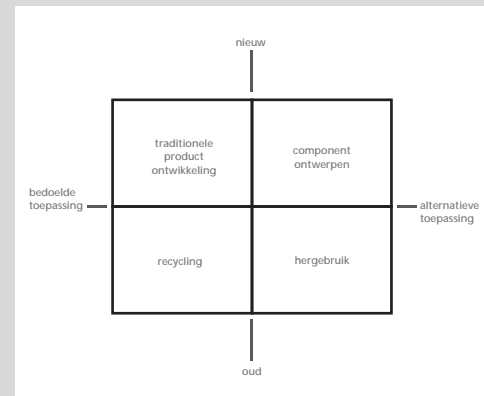 nieuw
traditionele
product
ontwikkeling
component
ontwerpen
bedoelde
toepassing
alternatieve
toepassing
recycling
hergebruik
oud